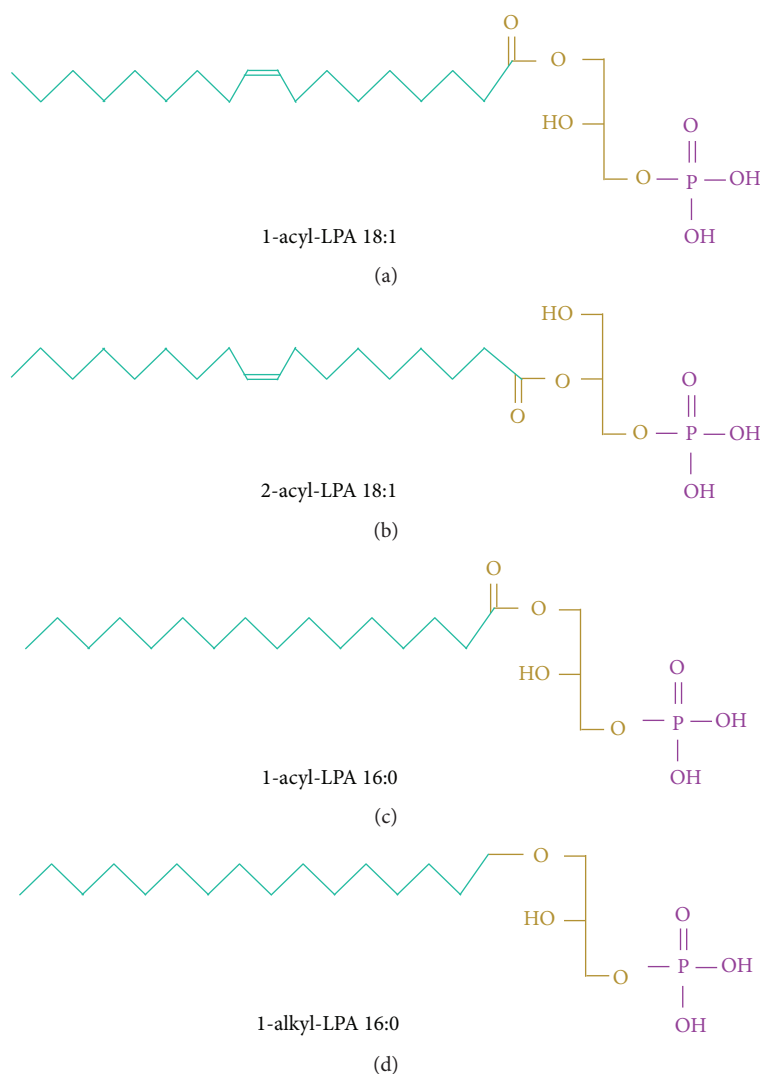 O
O
HO
O
O
P
OH
OH
1-acyl-LPA 18:1
(a)
HO
O
O
O
O
P
OH
OH
2-acyl-LPA 18:1
(b)
O
O
HO
O
O
P
OH
OH
1-acyl-LPA 16:0
(c)
O
HO
O
O
P
OH
OH
1-alkyl-LPA 16:0
(d)